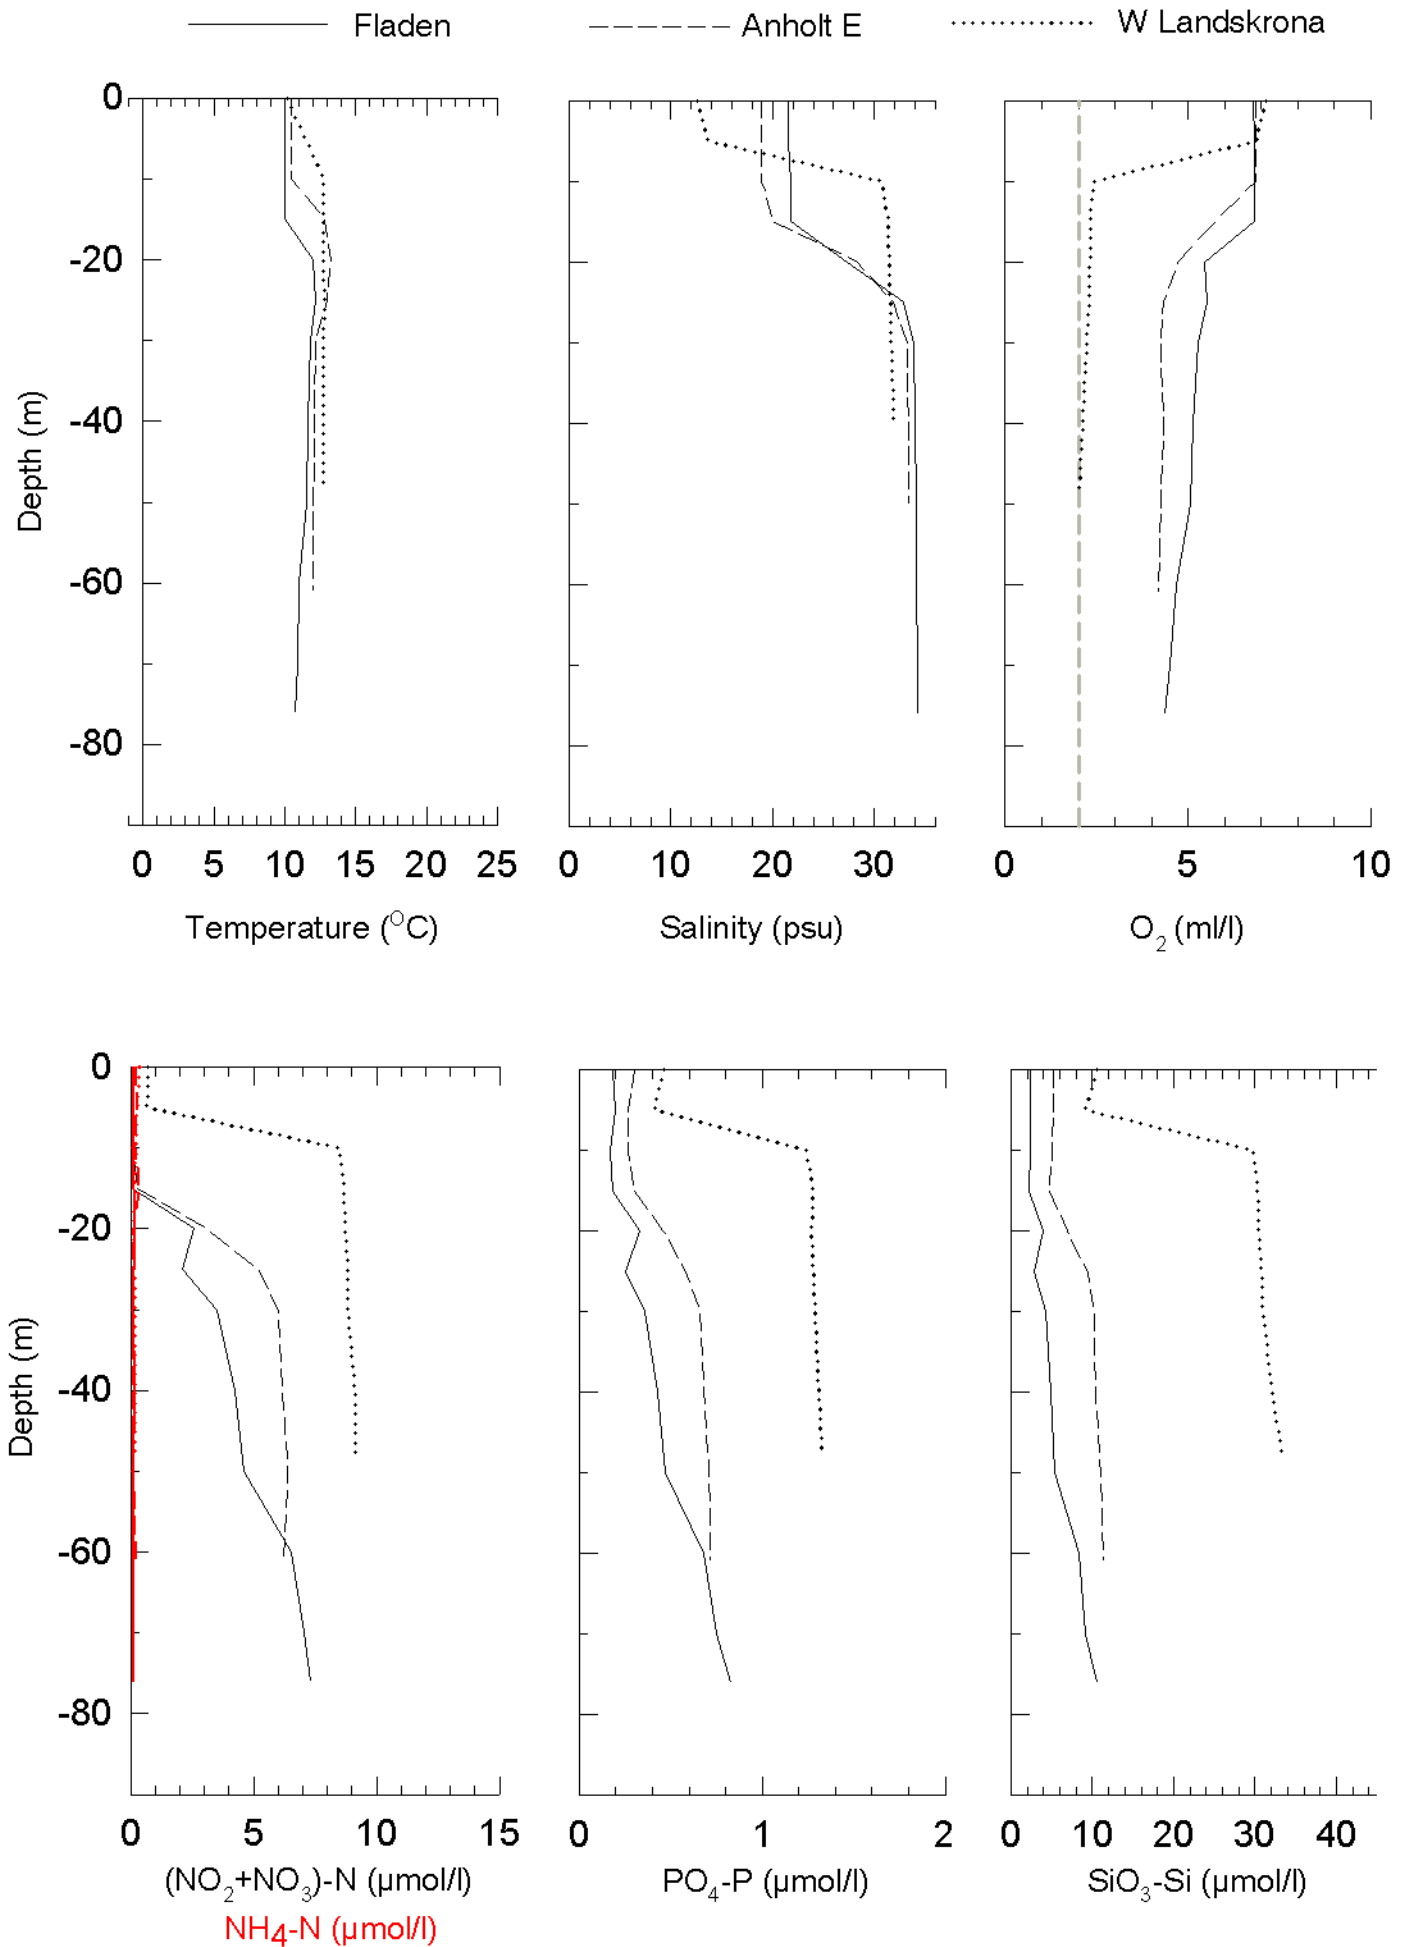 Fladen Anholt E W Landskrona
0
-20
-40
-60
-80
Depth (m)
0 5 10 15 20 25
Temperature (°C)
0 10 20 30
Salinity (psu)
0 5 10
O2 (ml/l)
0
-20
-40
-60
-80
Depth (m)
0 5 10 15
(NO2+NO3)-N (µmol/l)
NH4-N (µmol/l)
0 1 2
PO4-P (µmol/l)
0 10 20 30 40
SiO3-Si (µmol/l)